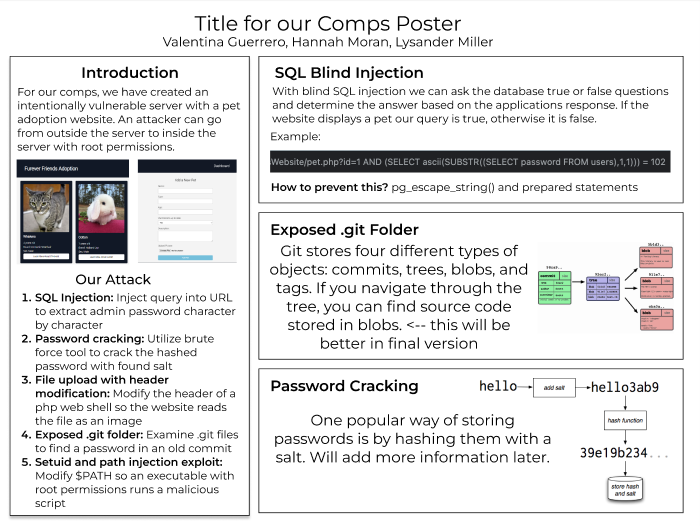 Title for our Comps Poster
Valentina Guerrero, Hannah Moran, Lysander Miller
Introduction
For our comps, we have created an
intentionally vulnerable server with a pet
adoption website. An attacker can go
from outside the server to inside the
server with root permissions.
Furever Friends Adoption
Dashboard
Our Attack
1. SQL Injection: Inject query into URL
to extract admin password character
by character
2. Password cracking: Utilize brute
force tool to crack the hashed
password with found salt
3. File upload with header
modification: Modify the header of a
php web shell so the website reads
the file as an image
4. Exposed .git folder: Examine .git files
to find a password in an old commit
5. Setuid and path injection exploit:
Modify $PATH so an executable with
root permissions runs a malicious
script
SQL Blind Injection
With blind SQL injection we can ask the database true or false questions
and determine the answer based on the applications response. If the
website displays a pet our query is true, otherwise it is false.
Example:
Website/pet.php?id=1 AND (SELECT ascii(SUBSTR((SELECT password FROM users),1,1))) = 102
How to prevent this? pg_escape_string() and prepared statements
Exposed .git Folder
Git stores four different types of
objects: commits, trees, blobs, and
tags. If you navigate through the
tree, you can find source code
stored in blobs. <-- this will be
better in final version
commit
tree
blob
blob
blob
Password Cracking
One popular way of storing
passwords is by hashing them with a
salt. Will add more information later.
hello
add salt
hello3ab9
hash function
39e19b234...
store hash
and salt